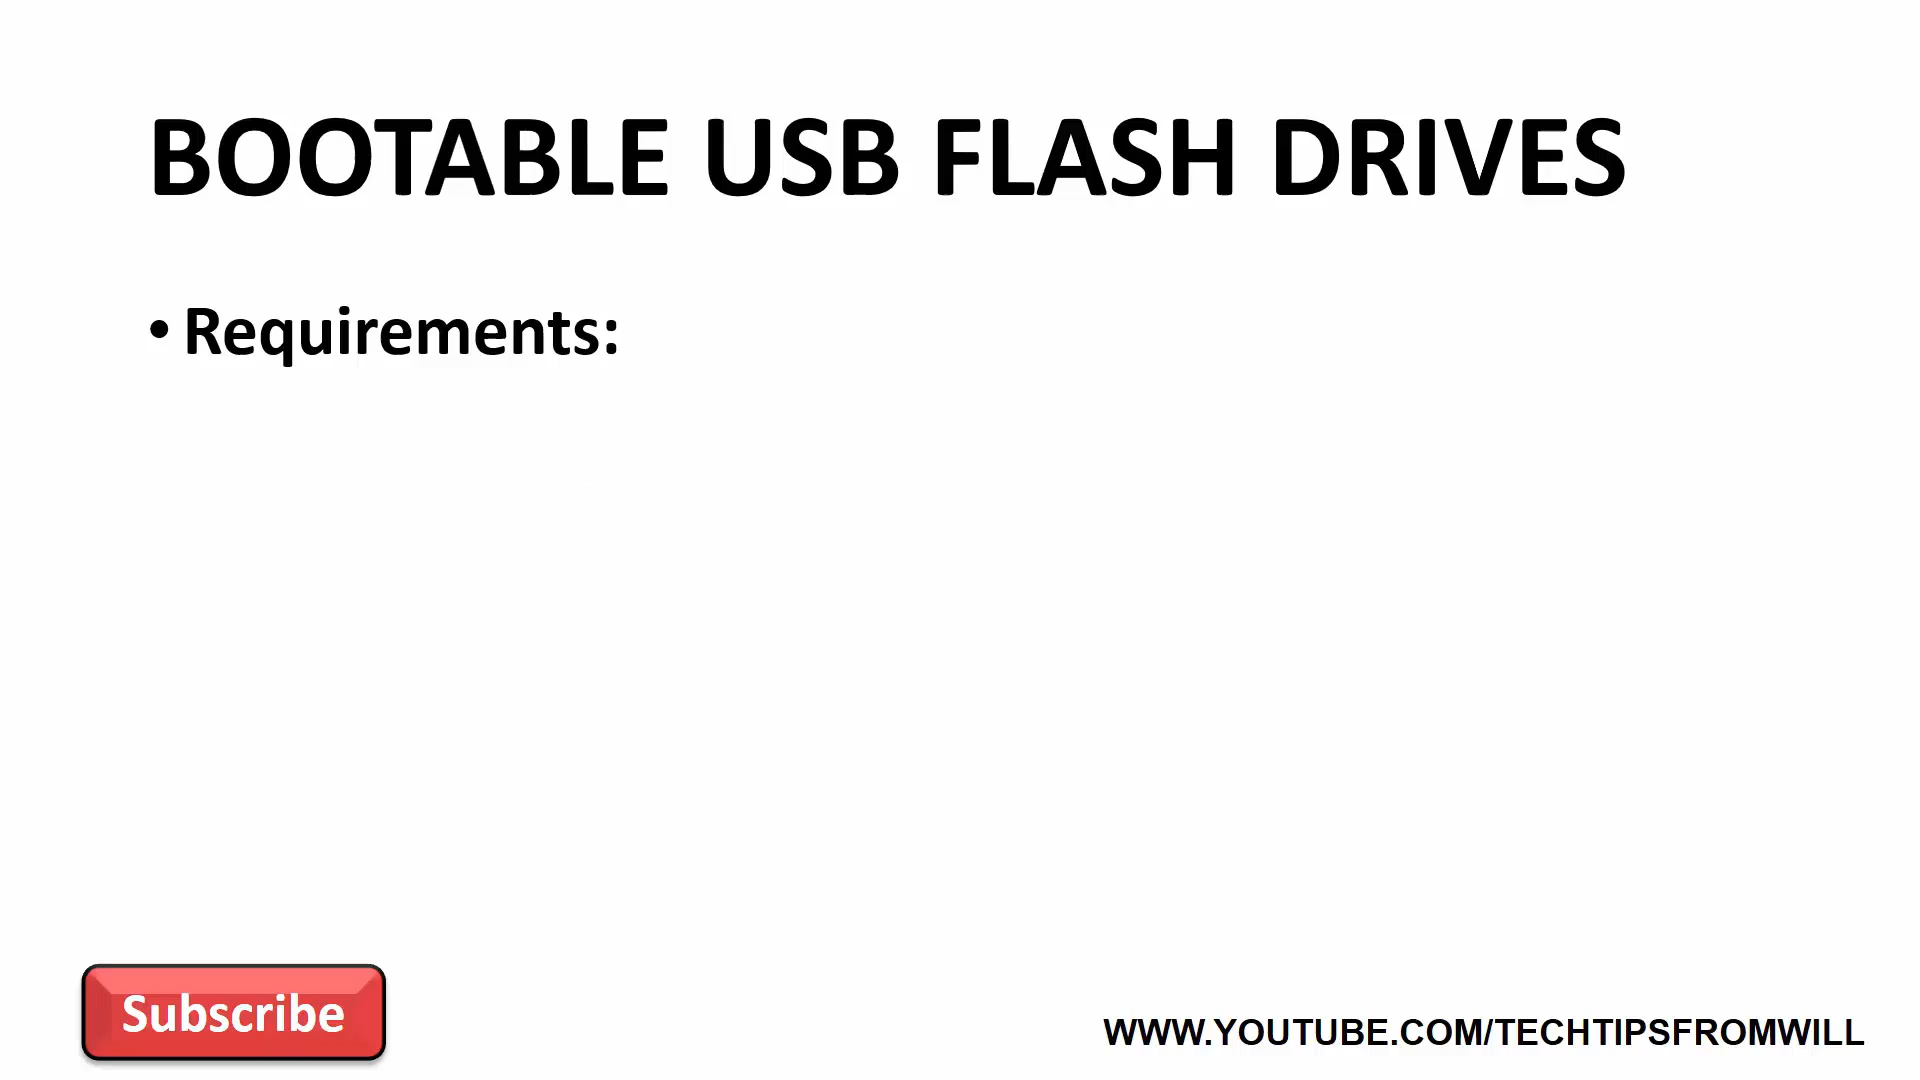 BOOTABLE USB FLASH DRIVES
• Requirements:
Subscribe
WWW.YOUTUBE.COM/TECHTIPSFROMWILL